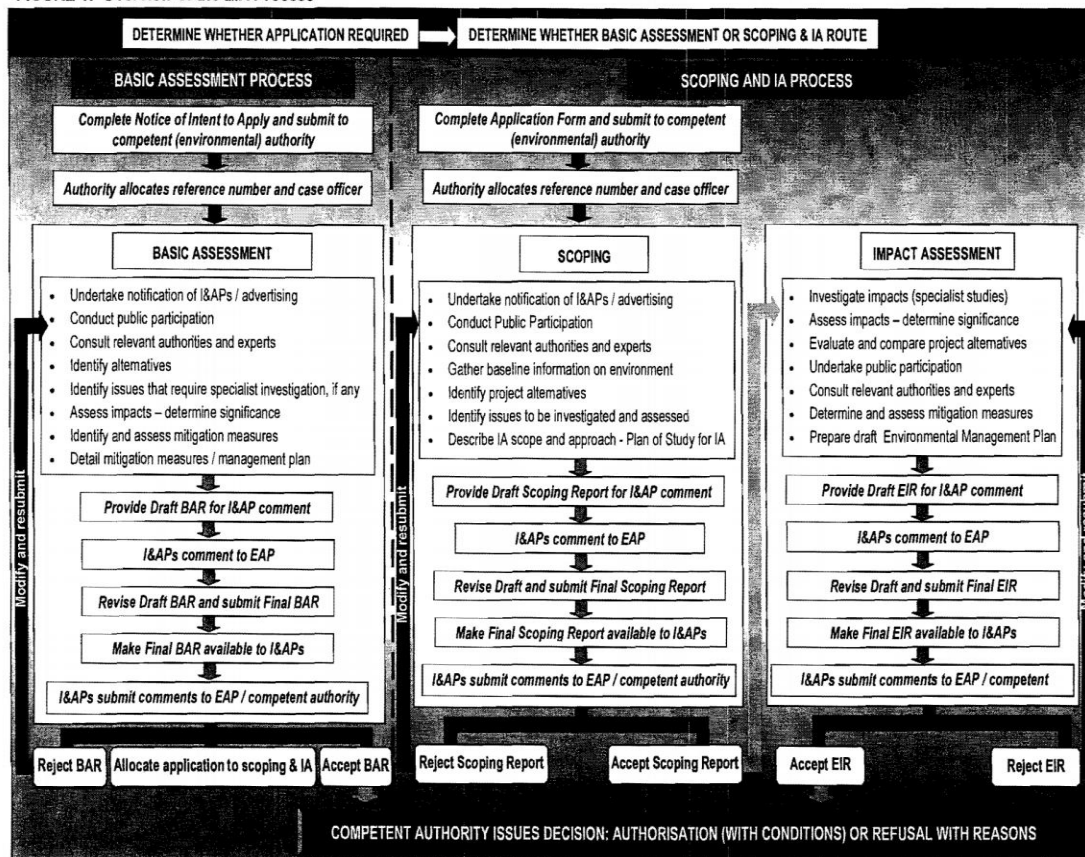 DETERMINE WHETHER APPLICATION REQUIRED
DETERMINE WHETHER BASIC ASSESSMENT OR SCOPING & IA ROUTE
BASIC ASSESSMENT PROCESS
Complete Notice of Intent to Apply and submit to
competent (environmental) authority
Authority allocates reference number and case officer
BASIC ASSESSMENT
• Undertake notification of I&APs / advertising
• Conduct public participation
• Consult relevant authorities and experts
• Identify alternatives
• Identify issues that require specialist investigation, if any
• Assess impacts – determine significance
• Identify and assess mitigation measures
• Detail mitigation measures / management plan
Provide Draft BAR for I&AP comment
I&APs comment to EAP
Revise Draft BAR and submit Final BAR
Make Final BAR available to I&APs
I&APs submit comments to EAP / competent authority
Modify and resubmit
Reject BAR
Allocate application to scoping & IA
Accept BAR
SCOPING AND IA PROCESS
Complete Application Form and submit to competent
(environmental) authority
Authority allocates reference number and case officer
SCOPING
• Undertake notification of I&APs / advertising
• Conduct Public Participation
• Consult relevant authorities and experts
• Gather baseline information on environment
• Identify project alternatives
• Identify issues to be investigated and assessed
• Describe IA scope and approach - Plan of Study for IA
Provide Draft Scoping Report for I&AP comment
I&APs comment to EAP
Revise Draft and submit Final Scoping Report
Make Final Scoping Report available to I&APs
I&APs submit comments to EAP / competent authority
Modify and resubmit
Reject Scoping Report
Accept Scoping Report
IMPACT ASSESSMENT
• Investigate impacts (specialist studies)
• Assess impacts – determine significance
• Evaluate and compare project alternatives
• Undertake public participation
• Consult relevant authorities and experts
• Determine and assess mitigation measures
• Prepare draft Environmental Management Plan
Provide Draft EIR for I&AP comment
I&APs comment to EAP
Revise Draft and submit Final EIR
Make Final EIR available to I&APs
I&APs submit comments to EAP / competent
Accept EIR
Reject EIR
COMPETENT AUTHORITY ISSUES DECISION: AUTHORISATION (WITH CONDITIONS) OR REFUSAL WITH REASONS